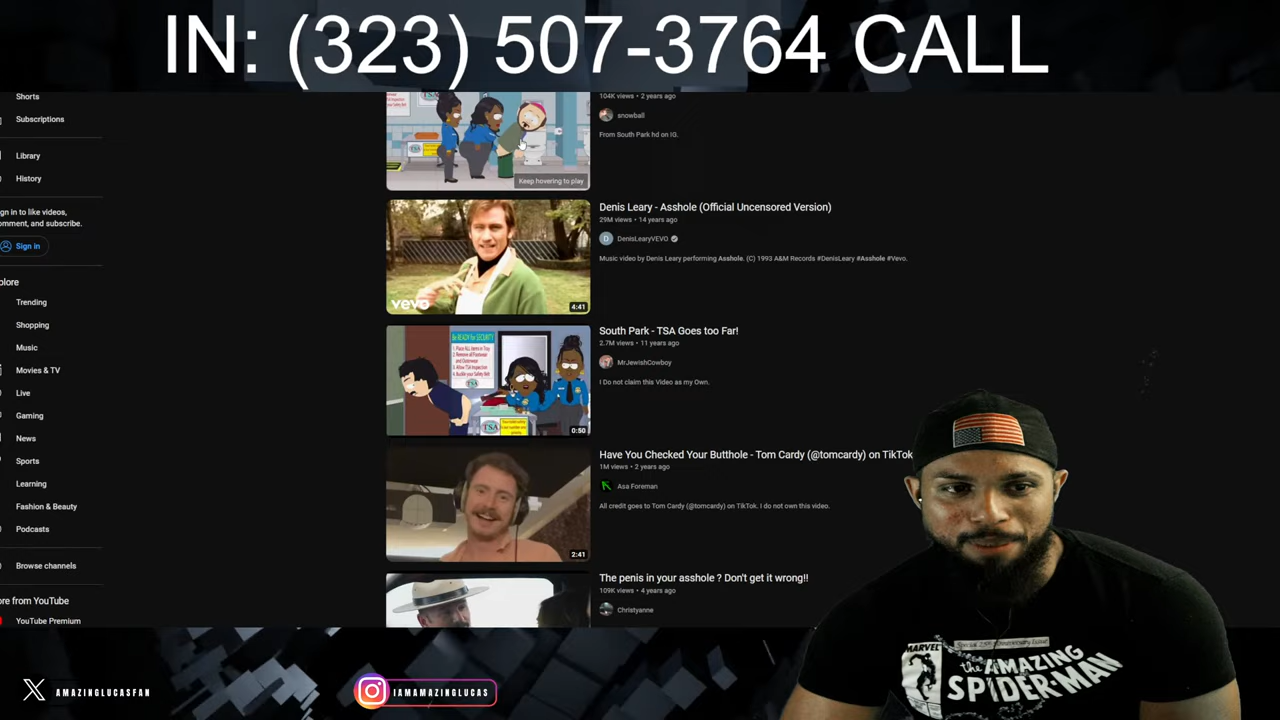 IN: (323) 507-3764 CALL
Shorts
Subscriptions
Library
History
gn in to like videos,
omment, and subscribe.
Sign in
plore
Trending
Shopping
Music
Movies & TV
Live
Gaming
News
Sports
Learning
Fashion & Beauty
Podcasts
Browse channels
ore from YouTube
YouTube Premium
TSA
Keep hovering to play
104K views • 2 years ago
snowball
From South Park hd on IG.
vevo
4:41
Denis Leary - Asshole (Official Uncensored Version)
29M views • 14 years ago
D DenisLearyVEVO
Music video by Denis Leary performing Asshole. (C) 1993 A&M Records #DenisLeary #Asshole #Vevo.
TSA
0:50
South Park - TSA Goes too Far!
2.7M views • 11 years ago
MrJewishCowboy
I Do not claim this Video as my Own.
2:41
Have You Checked Your Butthole - Tom Cardy (@tomcardy) on TikTok
1M views • 2 years ago
Asa Foreman
All credit goes to Tom Cardy (@tomcardy) on TikTok. I do not own this video.
The penis in your asshole ? Don't get it wrong!!
109K views • 4 years ago
Christyanne
MARVEL
the AMAZING
SPIDER-MAN
AMAZINGLUCASFAN
IAMAMAZINGLUCAS